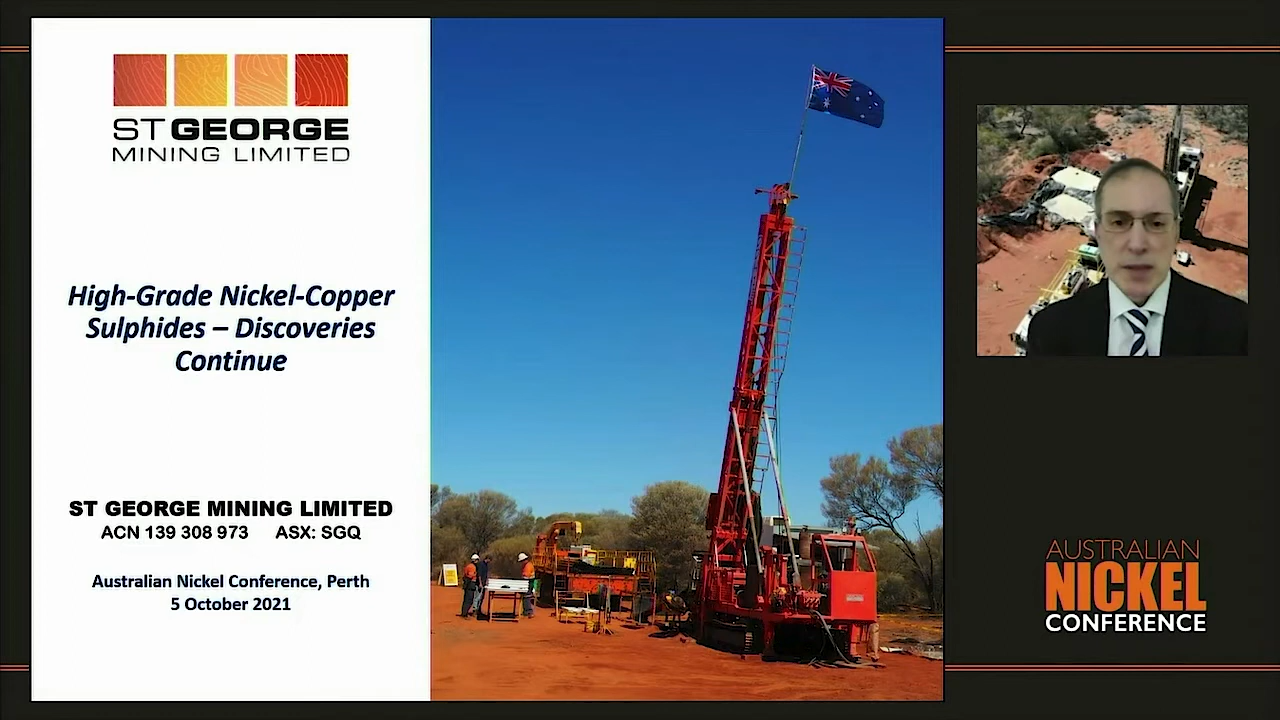 ST GEORGE
MINING LIMITED
High-Grade Nickel-Copper
Sulphides – Discoveries
Continue
ST GEORGE MINING LIMITED
ACN 139 308 973 ASX: SGQ
Australian Nickel Conference, Perth
5 October 2021
AUSTRALIAN
NICKEL
CONFERENCE